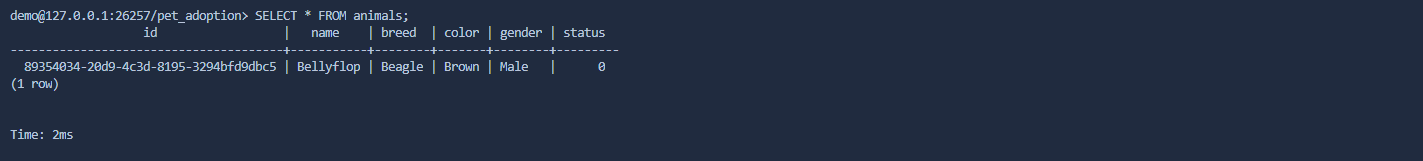 demo@127.0.0.1:26257/pet_adoption> SELECT * FROM animals;
                   id                  |   name    | breed  | color | gender | status
---------------------------------------+-----------+--------+-------+--------+---------
  89354034-20d9-4c3d-8195-3294bfd9dbc5 | Bellyflop | Beagle | Brown | Male   |      0
(1 row)
Time: 2ms